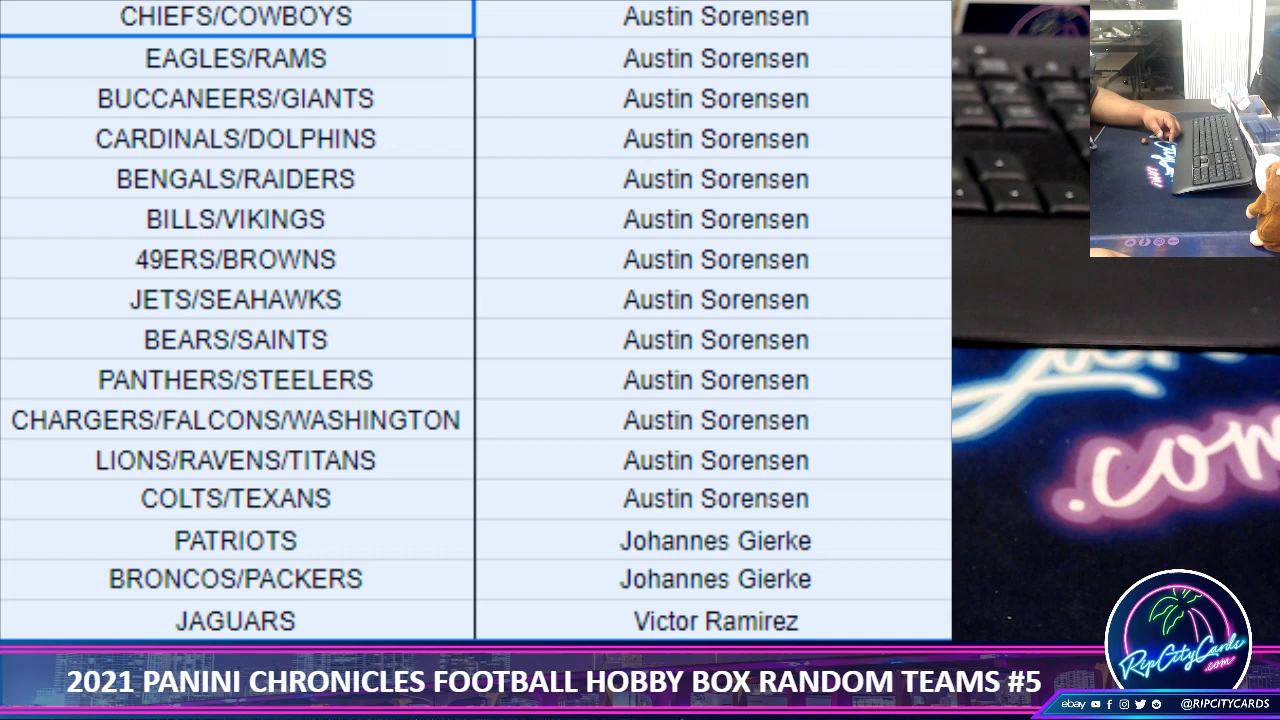 CHIEFS/COWBOYS Austin Sorensen
EAGLES/RAMS Austin Sorensen
BUCCANEERS/GIANTS Austin Sorensen
CARDINALS/DOLPHINS Austin Sorensen
BENGALS/RAIDERS Austin Sorensen
BILLS/VIKINGS Austin Sorensen
49ERS/BROWNS Austin Sorensen
JETS/SEAHAWKS Austin Sorensen
BEARS/SAINTS Austin Sorensen
PANTHERS/STEELERS Austin Sorensen
CHARGERS/FALCONS/WASHINGTON Austin Sorensen
LIONS/RAVENS/TITANS Austin Sorensen
COLTS/TEXANS Austin Sorensen
PATRIOTS Johannes Gierke
BRONCOS/PACKERS Johannes Gierke
JAGUARS Victor Ramirez
.com
RipCityCards
.com
2021 PANINI CHRONICLES FOOTBALL HOBBY BOX RANDOM TEAMS #5
ebay @RIPCITYCARDS